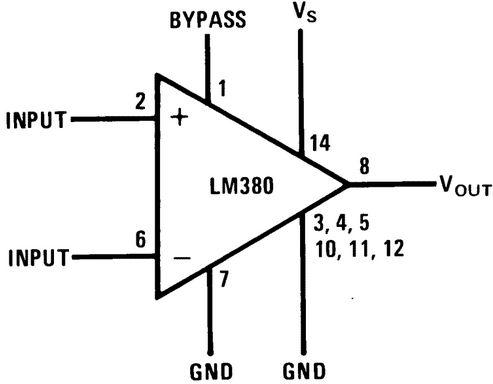 BYPASS
VS
1
2
INPUT
+
14
8
LM380
VOUT
3, 4, 5
10, 11, 12
6
INPUT
−
7
GND
GND